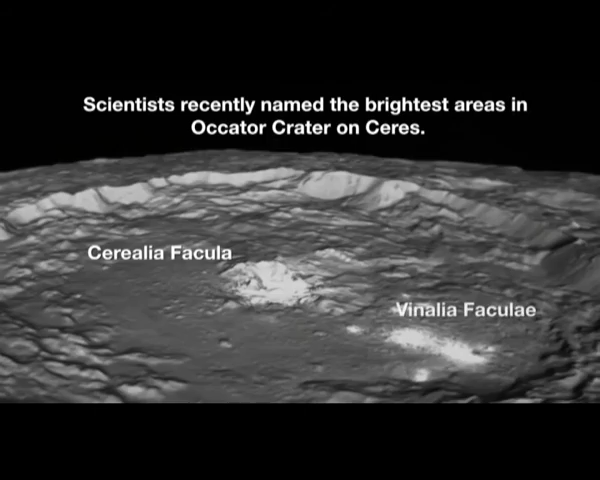 Scientists recently named the brightest areas in
Occator Crater on Ceres.
Cerealia Facula
Vinalia Faculae